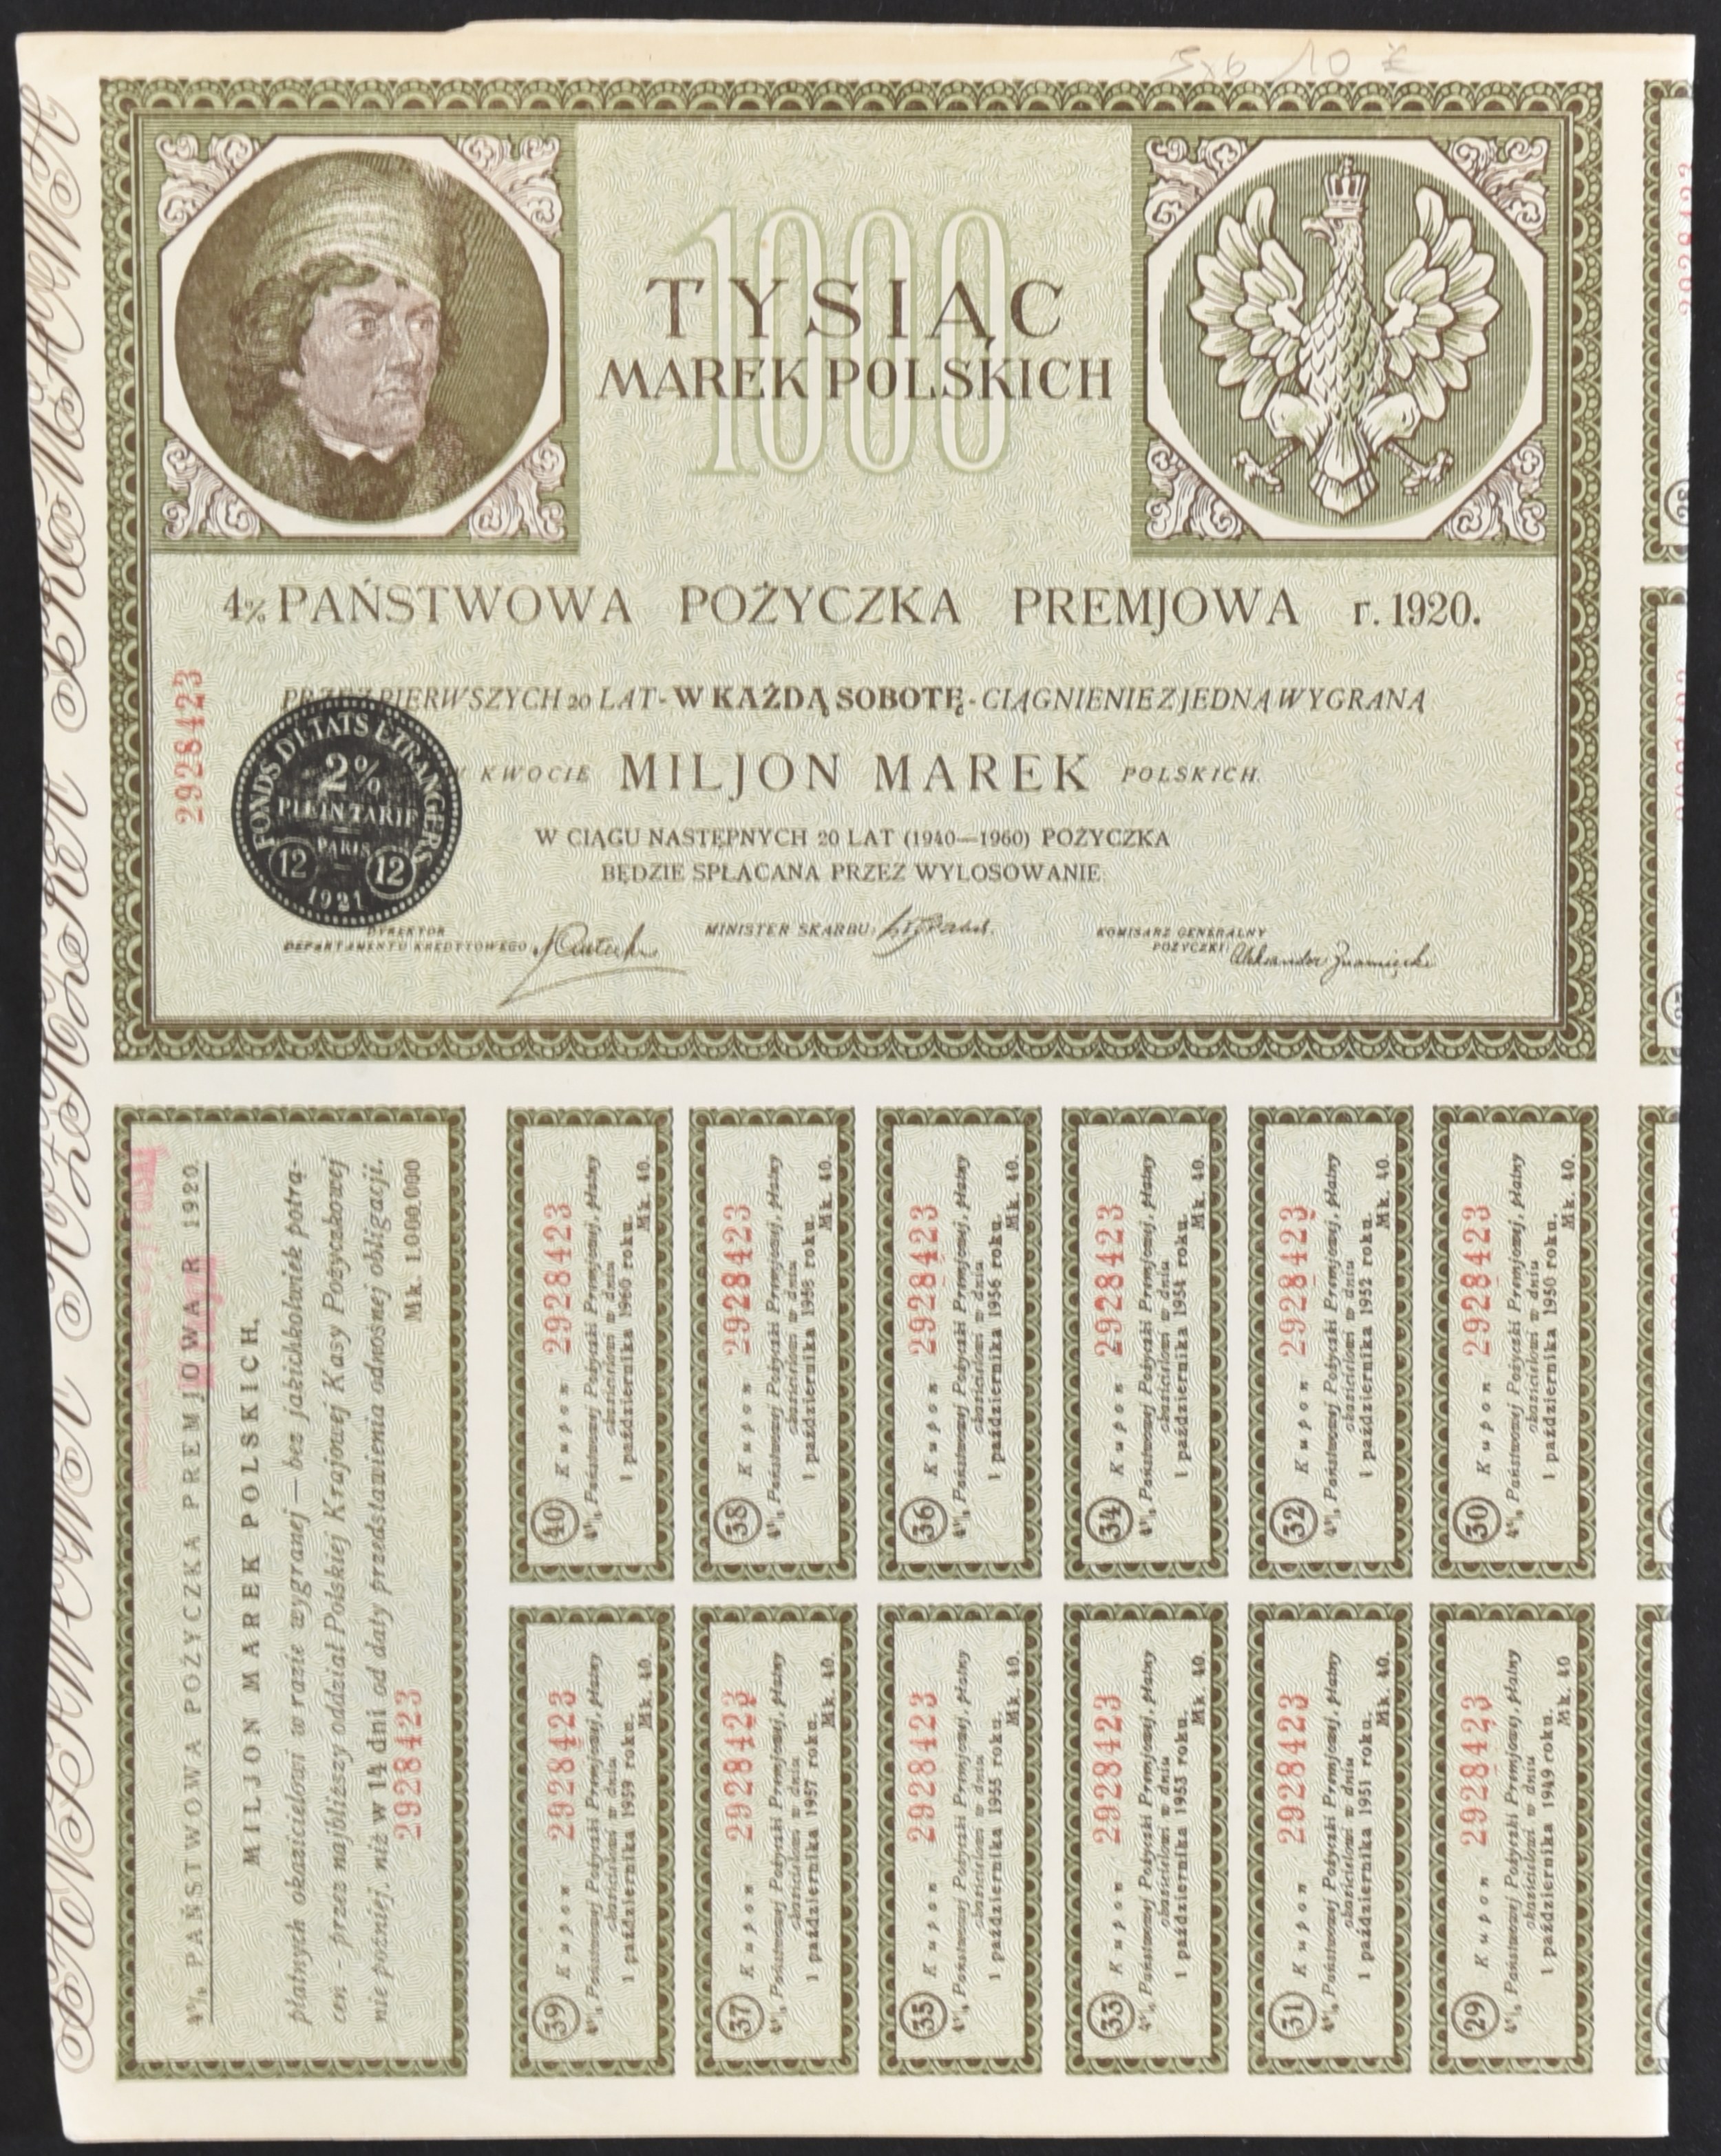 5x6 10 zł
1000
TYSIĄC
MAREK POLSKICH
4% PAŃSTWOWA POŻYCZKA PREMJOWA r. 1920.
PRZEZ PIERWSZYCH 20 LAT - W KAŻDĄ SOBOTĘ - CIĄGNIENIE Z JEDNĄ WYGRANĄ
W KWOCIE MILJON MAREK POLSKICH.
W CIĄGU NASTĘPNYCH 20 LAT (1940—1960) POŻYCZKA
BĘDZIE SPŁACANA PRZEZ WYLOSOWANIE.
2928423
FONDS D'ETATS ETRANGERS
2%
PLEIN TARIF
PARIS
12 12
1921
DYREKTOR
DEPARTAMENTU KREDYTOWEGO
MINISTER SKARBU:
KOMISARZ GENERALNY
POŻYCZKI: Aleksander Znamięcki
4% PAŃSTWOWA POŻYCZKA PREMJOWA R 1920.
MILJON MAREK POLSKICH,
płatnych okazicielowi w razie wygranej — bez jakichkolwiek potrą-
ceń - przez najbliższy oddział Polskiej Krajowej Kasy Pożyczkowej
nie później, niż w 14 dni od daty przedstawienia odnośnej obligacji.
2928423 Mk. 1.000.000
40 Kupon 2928423
4% Państwowej Pożyczki Premjowej, płatny
okazicielowi w dniu
1 października 1960 roku.
Mk. 40.
38 Kupon 2928423
4% Państwowej Pożyczki Premjowej, płatny
okazicielowi w dniu
1 października 1958 roku.
Mk. 40.
36 Kupon 2928423
4% Państwowej Pożyczki Premjowej, płatny
okazicielowi w dniu
1 października 1956 roku.
Mk. 40.
34 Kupon 2928423
4% Państwowej Pożyczki Premjowej, płatny
okazicielowi w dniu
1 października 1954 roku.
Mk. 40.
32 Kupon 2928423
4% Państwowej Pożyczki Premjowej, płatny
okazicielowi w dniu
1 października 1952 roku.
Mk. 40.
30 Kupon 2928423
4% Państwowej Pożyczki Premjowej, płatny
okazicielowi w dniu
1 października 1950 roku.
Mk. 40.
39 Kupon 2928423
4% Państwowej Pożyczki Premjowej, płatny
okazicielowi w dniu
1 października 1959 roku.
Mk. 40.
37 Kupon 2928423
4% Państwowej Pożyczki Premjowej, płatny
okazicielowi w dniu
1 października 1957 roku.
Mk. 40.
35 Kupon 2928423
4% Państwowej Pożyczki Premjowej, płatny
okazicielowi w dniu
1 października 1955 roku.
Mk. 40.
33 Kupon 2928423
4% Państwowej Pożyczki Premjowej, płatny
okazicielowi w dniu
1 października 1953 roku.
Mk. 40.
31 Kupon 2928423
4% Państwowej Pożyczki Premjowej, płatny
okazicielowi w dniu
1 października 1951 roku.
Mk. 40.
29 Kupon 2928423
4% Państwowej Pożyczki Premjowej, płatny
okazicielowi w dniu
1 października 1949 roku.
Mk. 40